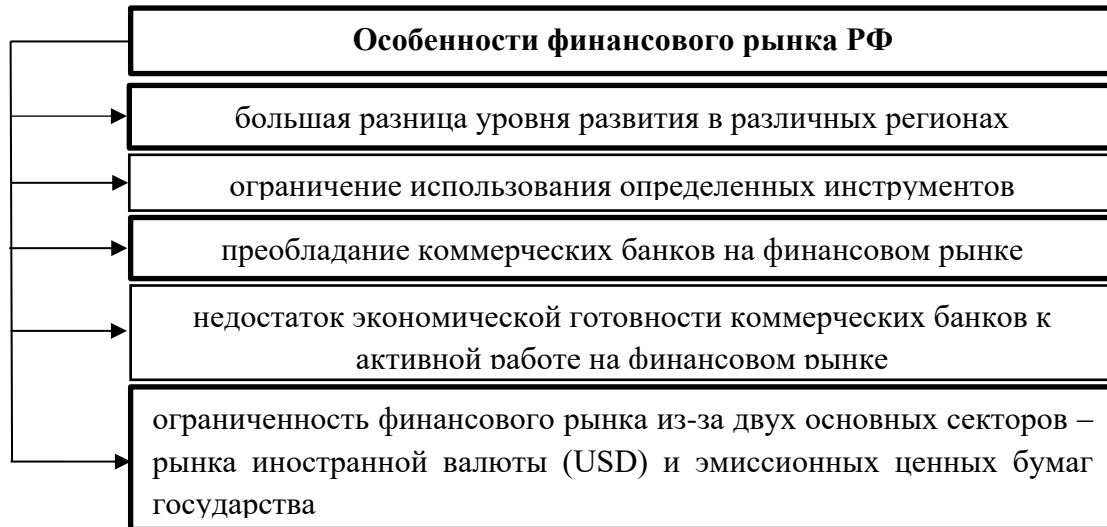 Особенности финансового рынка РФ
большая разница уровня развития в различных регионах
ограничение использования определенных инструментов
преобладание коммерческих банков на финансовом рынке
недостаток экономической готовности коммерческих банков к
активной работе на финансовом рынке
ограниченность финансового рынка из-за двух основных секторов –
рынка иностранной валюты (USD) и эмиссионных ценных бумаг
государства